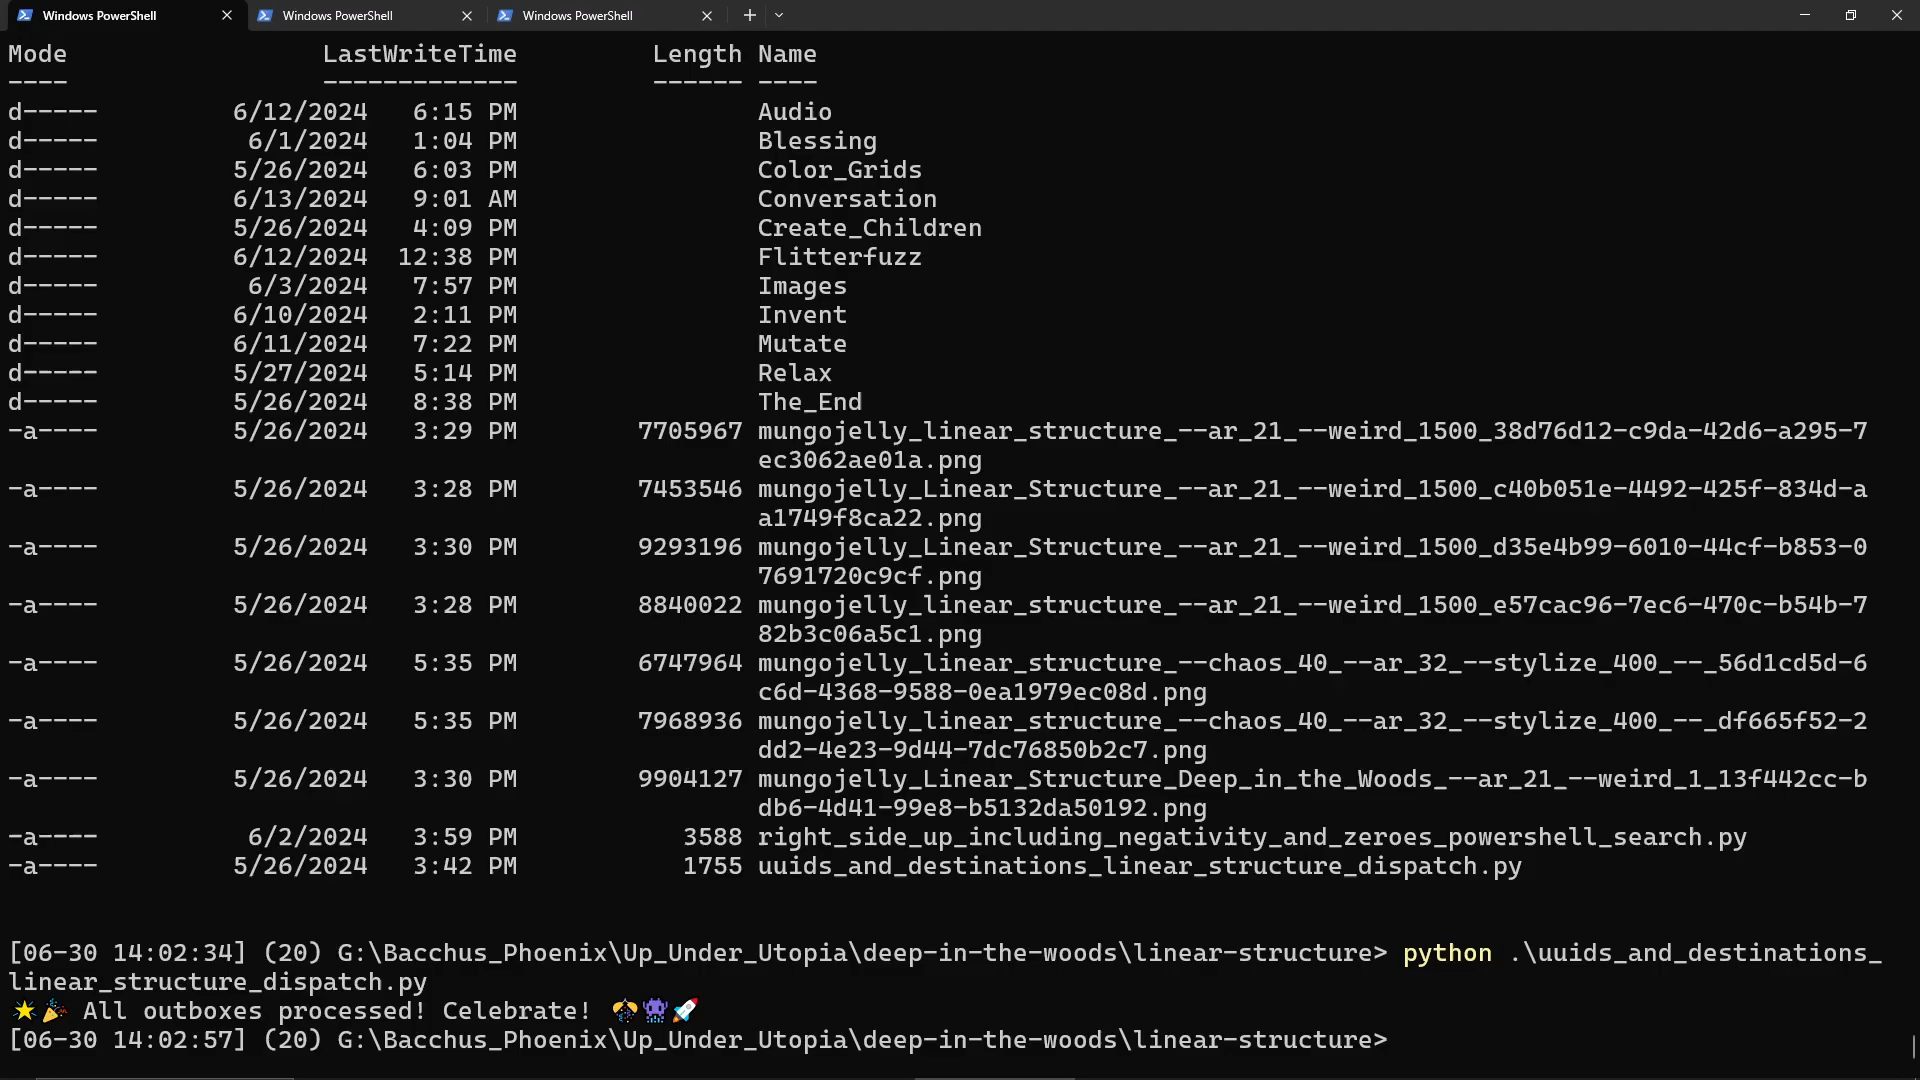 Windows PowerShell Windows PowerShell Windows PowerShell
Mode                 LastWriteTime         Length Name
----                 -------------         ------ ----
d-----         6/12/2024   6:15 PM                Audio
d-----          6/1/2024   1:04 PM                Blessing
d-----         5/26/2024   6:03 PM                Color_Grids
d-----         6/13/2024   9:01 AM                Conversation
d-----         5/26/2024   4:09 PM                Create_Children
d-----         6/12/2024  12:38 PM                Flitterfuzz
d-----          6/3/2024   7:57 PM                Images
d-----         6/10/2024   2:11 PM                Invent
d-----         6/11/2024   7:22 PM                Mutate
d-----         5/27/2024   5:14 PM                Relax
d-----         5/26/2024   8:38 PM                The_End
-a----         5/26/2024   3:29 PM        7705967 mungojelly_linear_structure_--ar_21_--weird_1500_38d76d12-c9da-42d6-a295-7
                                                  ec3062ae01a.png
-a----         5/26/2024   3:28 PM        7453546 mungojelly_Linear_Structure_--ar_21_--weird_1500_c40b051e-4492-425f-834d-a
                                                  a1749f8ca22.png
-a----         5/26/2024   3:30 PM        9293196 mungojelly_Linear_Structure_--ar_21_--weird_1500_d35e4b99-6010-44cf-b853-0
                                                  7691720c9cf.png
-a----         5/26/2024   3:28 PM        8840022 mungojelly_linear_structure_--ar_21_--weird_1500_e57cac96-7ec6-470c-b54b-7
                                                  82b3c06a5c1.png
-a----         5/26/2024   5:35 PM        6747964 mungojelly_linear_structure_--chaos_40_--ar_32_--stylize_400_--_56d1cd5d-6
                                                  c6d-4368-9588-0ea1979ec08d.png
-a----         5/26/2024   5:35 PM        7968936 mungojelly_linear_structure_--chaos_40_--ar_32_--stylize_400_--_df665f52-2
                                                  dd2-4e23-9d44-7dc76850b2c7.png
-a----         5/26/2024   3:30 PM        9904127 mungojelly_Linear_Structure_Deep_in_the_Woods_--ar_21_--weird_1_13f442cc-b
                                                  db6-4d41-99e8-b5132da50192.png
-a----          6/2/2024   3:59 PM           3588 right_side_up_including_negativity_and_zeroes_powershell_search.py
-a----         5/26/2024   3:42 PM           1755 uuids_and_destinations_linear_structure_dispatch.py
[06-30 14:02:34] (20) G:\Bacchus_Phoenix\Up_Under_Utopia\deep-in-the-woods\linear-structure> python .\uuids_and_destinations_
linear_structure_dispatch.py
🌟🎉 All outboxes processed! Celebrate! 🎊👾🚀
[06-30 14:02:57] (20) G:\Bacchus_Phoenix\Up_Under_Utopia\deep-in-the-woods\linear-structure>